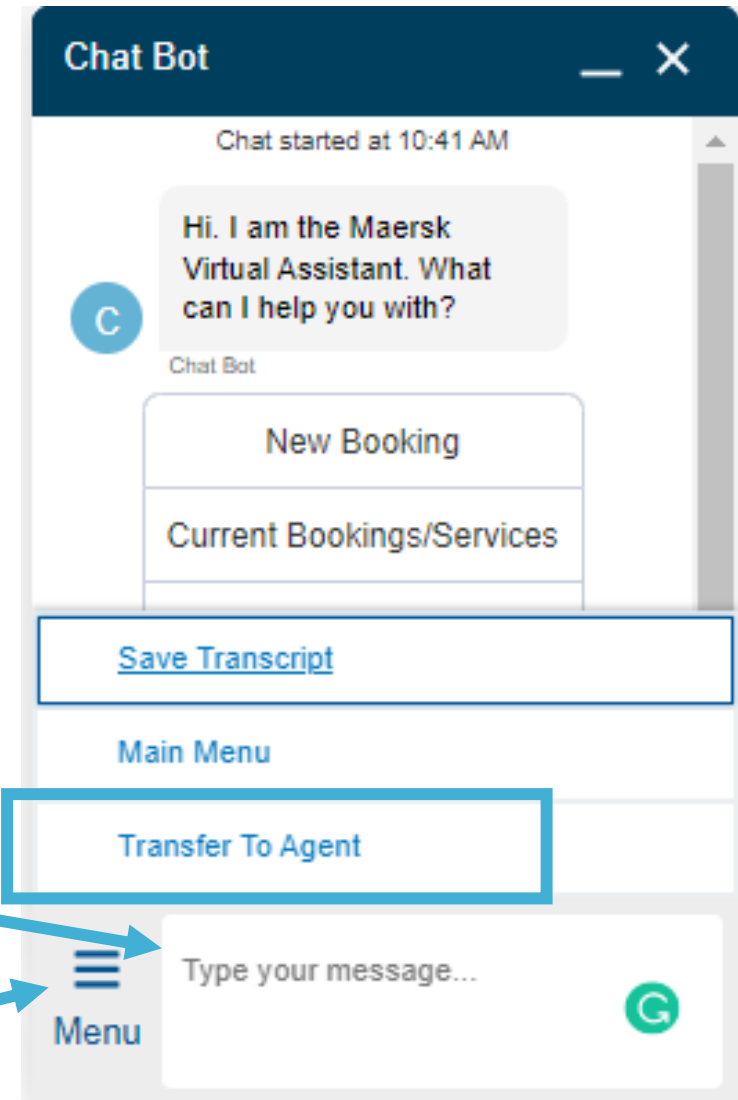 Chat Bot
Chat started at 10:41 AM
Hi. I am the Maersk
Virtual Assistant. What
can I help you with?
C
Chat Bot
New Booking
Current Bookings/Services
Save Transcript
Main Menu
Transfer To Agent
Type your message...
Menu